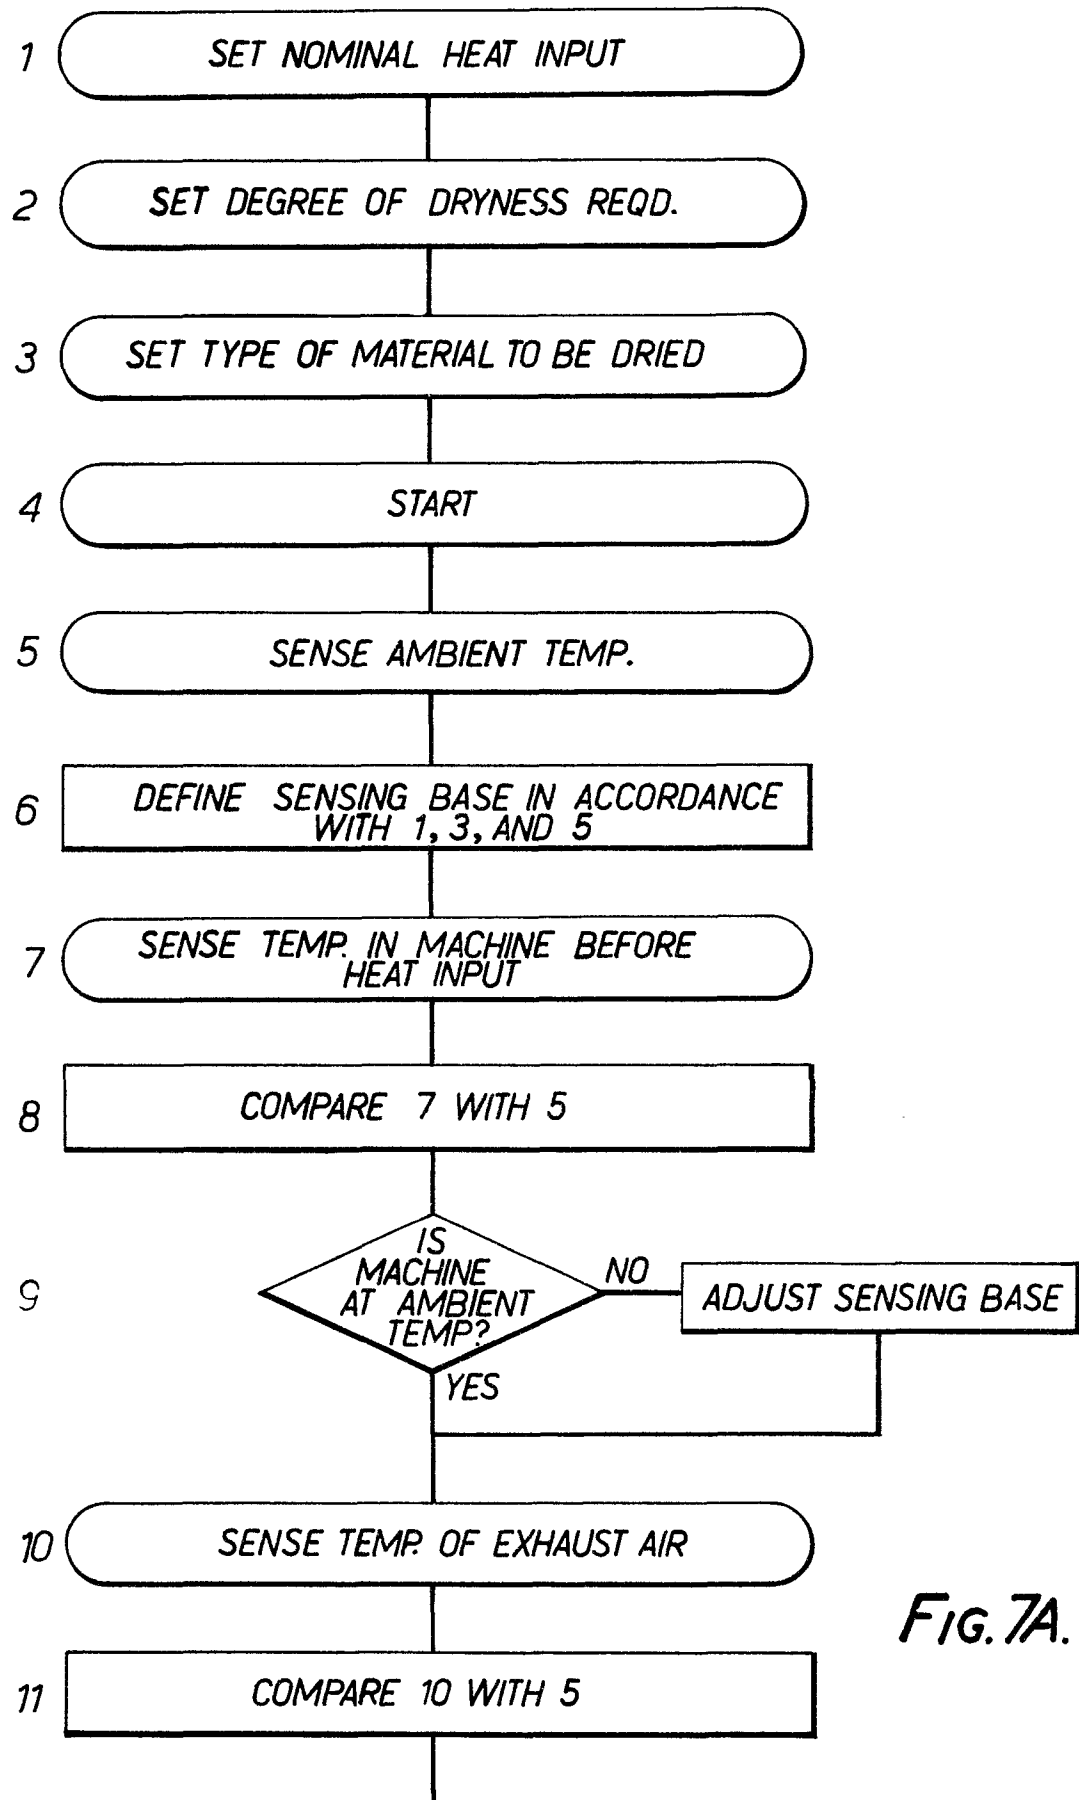 1 SET NOMINAL HEAT INPUT
2 SET DEGREE OF DRYNESS REQD.
3 SET TYPE OF MATERIAL TO BE DRIED
4 START
5 SENSE AMBIENT TEMP.
6 DEFINE SENSING BASE IN ACCORDANCE
WITH 1, 3, AND 5
7 SENSE TEMP. IN MACHINE BEFORE
HEAT INPUT
8 COMPARE 7 WITH 5
9 IS
MACHINE
AT AMBIENT
TEMP?
NO
ADJUST SENSING BASE
YES
10 SENSE TEMP. OF EXHAUST AIR
FIG. 7A.
11 COMPARE 10 WITH 5